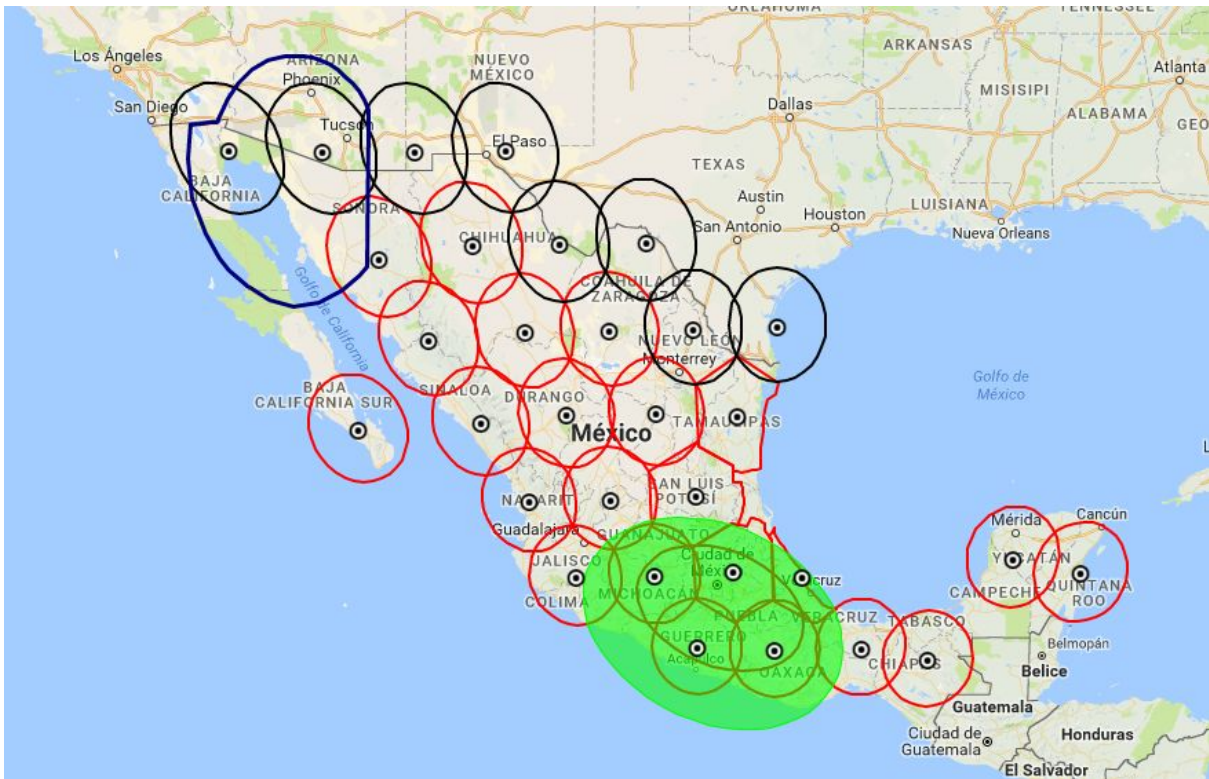 OKLAHOMA
TENNESSEE
Los Ángeles
ARIZONA
Phoenix
NUEVO
MÉXICO
ARKANSAS
Atlanta
MISISIPI
San Diego
Dallas
ALABAMA
GEO
Tucson
El Paso
TEXAS
BAJA
CALIFORNIA
SONORA
Austin
LUISIANA
Houston
San Antonio
Nueva Orleans
CHIHUAHUA
Golfo de California
COAHUILA DE
ZARAGOZA
NUEVO LEÓN
Monterrey
BAJA
CALIFORNIA SUR
SINALOA
DURANGO
Golfo de
México
TAMAULIPAS
México
SAN LUIS
POTOSÍ
NAYARIT
Guadalajara
GUANAJUATO
Mérida
Cancún
JALISCO
Ciudad de
México
Veracruz
YUCATÁN
COLIMA
MICHOACÁN
CAMPECHE
QUINTANA
ROO
PUEBLA
VERACRUZ
TABASCO
GUERRERO
Acapulco
OAXACA
CHIAPAS
Belmopán
Belice
Guatemala
Ciudad de
Guatemala
Honduras
El Salvador